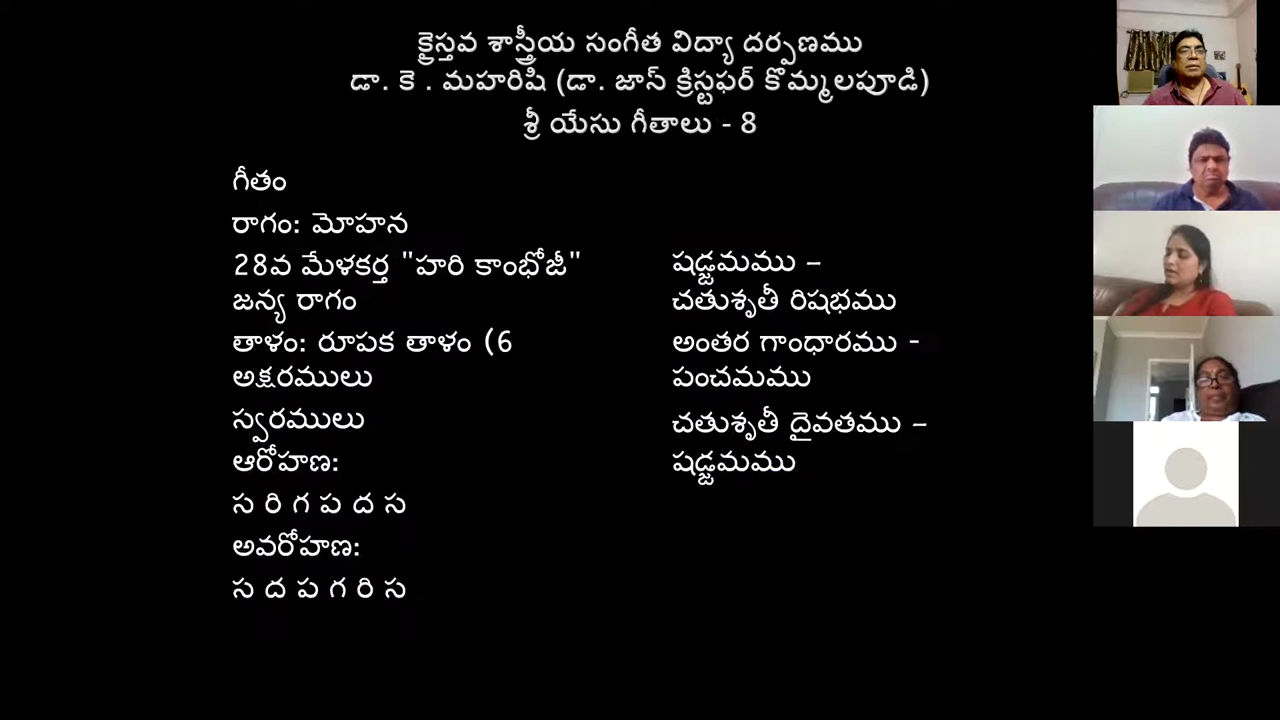 క్రైస్తవ శాస్త్రీయ సంగీత విద్యా దర్పణము
డా. కె . మహరిషి (డా. జాస్ క్రిస్టఫర్ కొమ్మలపూడి)
శ్రీ యేసు గీతాలు - 8
గీతం
రాగం: మోహన
28వ మేళకర్త "హరి కాంభోజీ"
జన్య రాగం
తాళం: రూపక తాళం (6
అక్షరములు
స్వరములు
ఆరోహణ:
స రి గ ప ద స
అవరోహణ:
స ద ప గ రి స
షడ్జమము –
చతుశృతీ రిషభము
అంతర గాంధారము -
పంచమము
చతుశృతీ దైవతము –
షడ్జమము